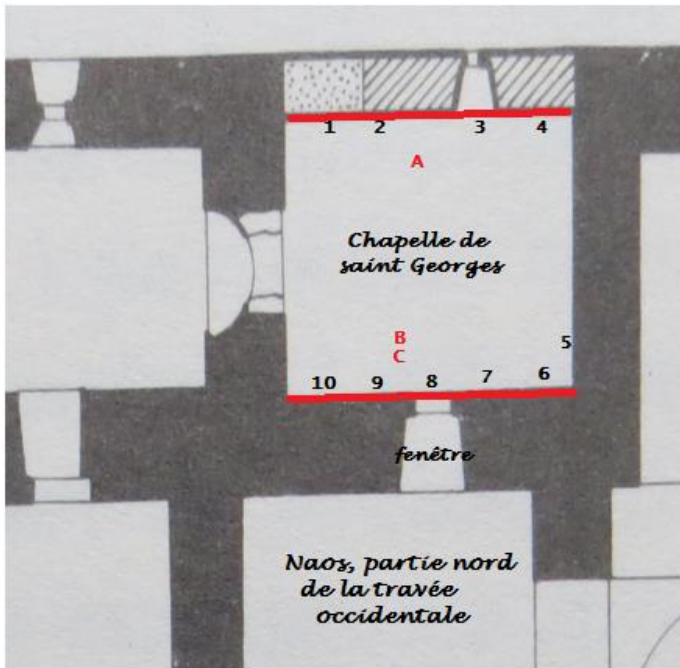 1 2 3 4
A
Chapelle de
saint Georges
B
C
5
10 9 8 7 6
fenêtre
Naos, partie nord
de la travée
occidentale